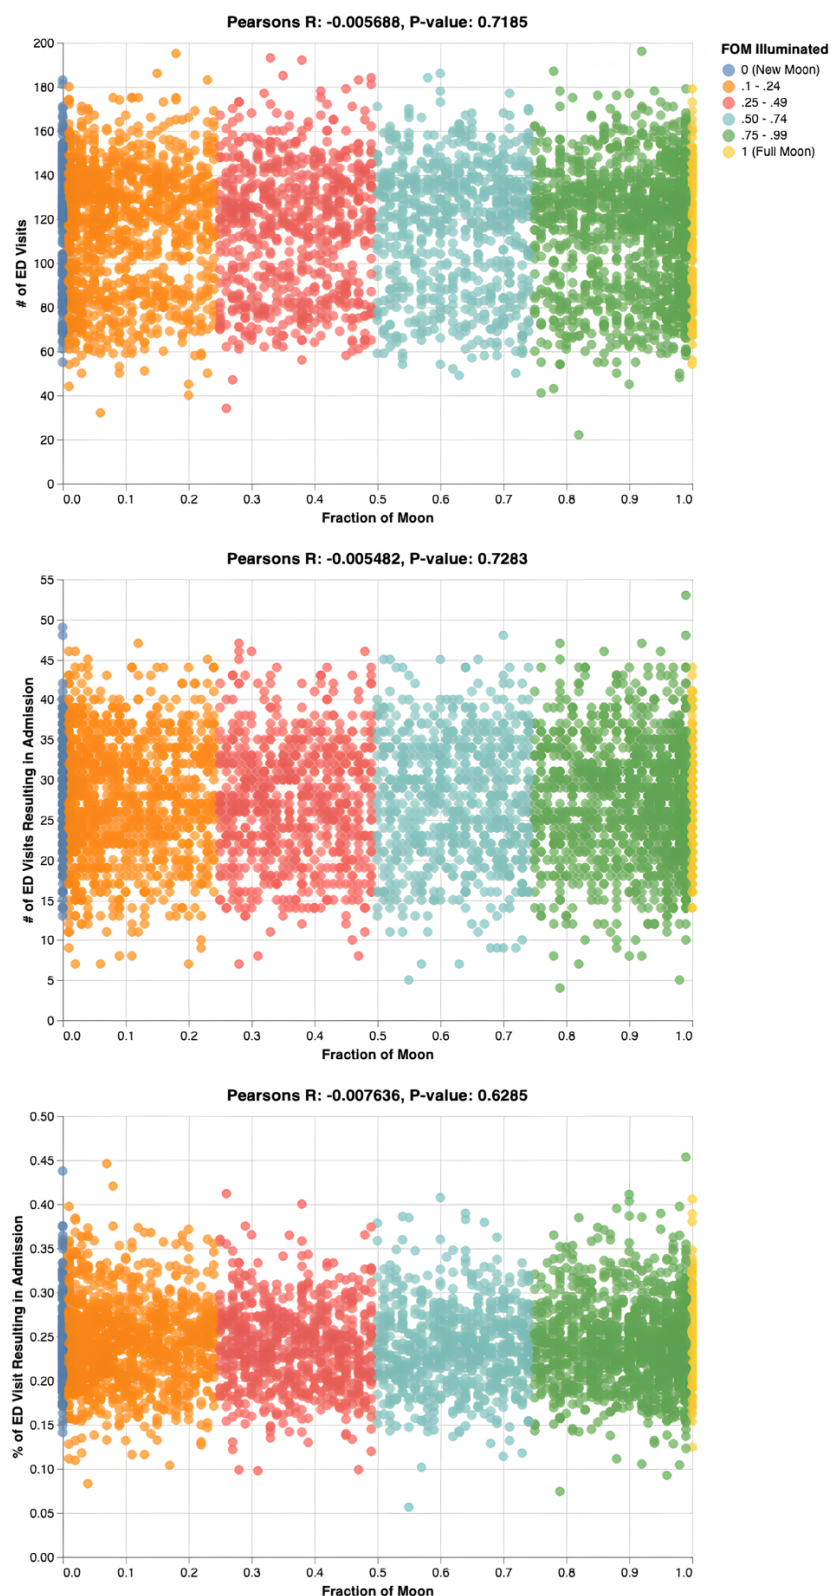 Pearsons R: -0.005688, P-value: 0.7185
FOM Illuminated
0 (New Moon)
.1 - .24
.25 - .49
.50 - .74
.75 - .99
1 (Full Moon)
200
180
160
140
120
100
80
60
40
20
0
# of ED Visits
0.0 0.1 0.2 0.3 0.4 0.5 0.6 0.7 0.8 0.9 1.0
Fraction of Moon
Pearsons R: -0.005482, P-value: 0.7283
55
50
45
40
35
30
25
20
15
10
5
0
# of ED Visits Resulting in Admission
0.0 0.1 0.2 0.3 0.4 0.5 0.6 0.7 0.8 0.9 1.0
Fraction of Moon
Pearsons R: -0.007636, P-value: 0.6285
0.50
0.45
0.40
0.35
0.30
0.25
0.20
0.15
0.10
0.05
0.00
% of ED Visit Resulting in Admission
0.0 0.1 0.2 0.3 0.4 0.5 0.6 0.7 0.8 0.9 1.0
Fraction of Moon